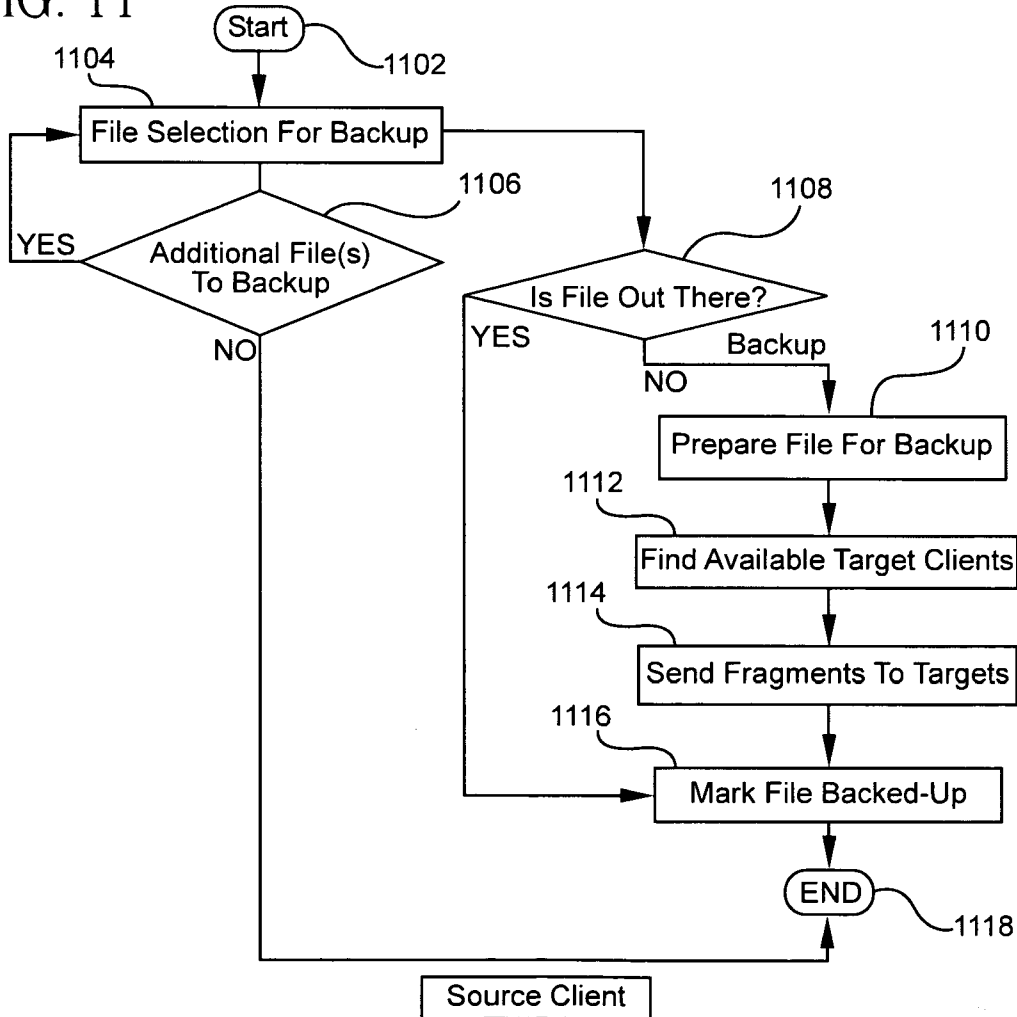 FIG. 11
Start
1102
1104
File Selection For Backup
1106
Additional File(s)
To Backup
YES
NO
1108
Is File Out There?
YES
Backup
NO
1110
Prepare File For Backup
1112
Find Available Target Clients
1114
Send Fragments To Targets
1116
Mark File Backed-Up
END
1118
Source Client